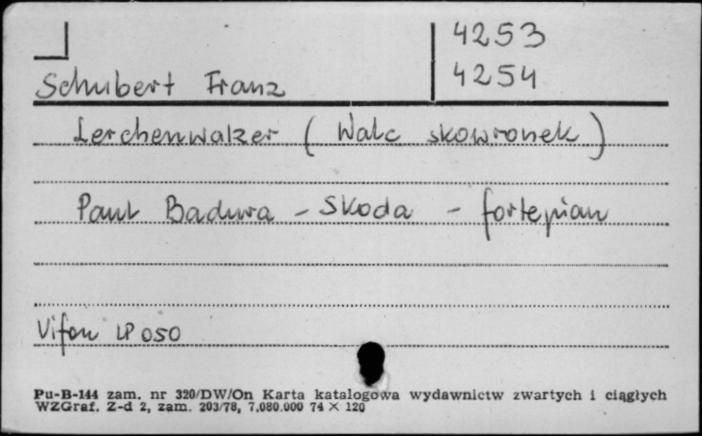 4253
4254
Schubert Franz
Lerchenwalzer (Walc skowronek)
Paul Badura - Skoda - fortepian
Vifon LP 050
Pu-B-144 zam. nr 320/DW/On Karta katalogowa wydawnictw zwartych i ciągłych
WZGraf. Z-d 2, zam. 203/78, 7.080.000 74 × 120